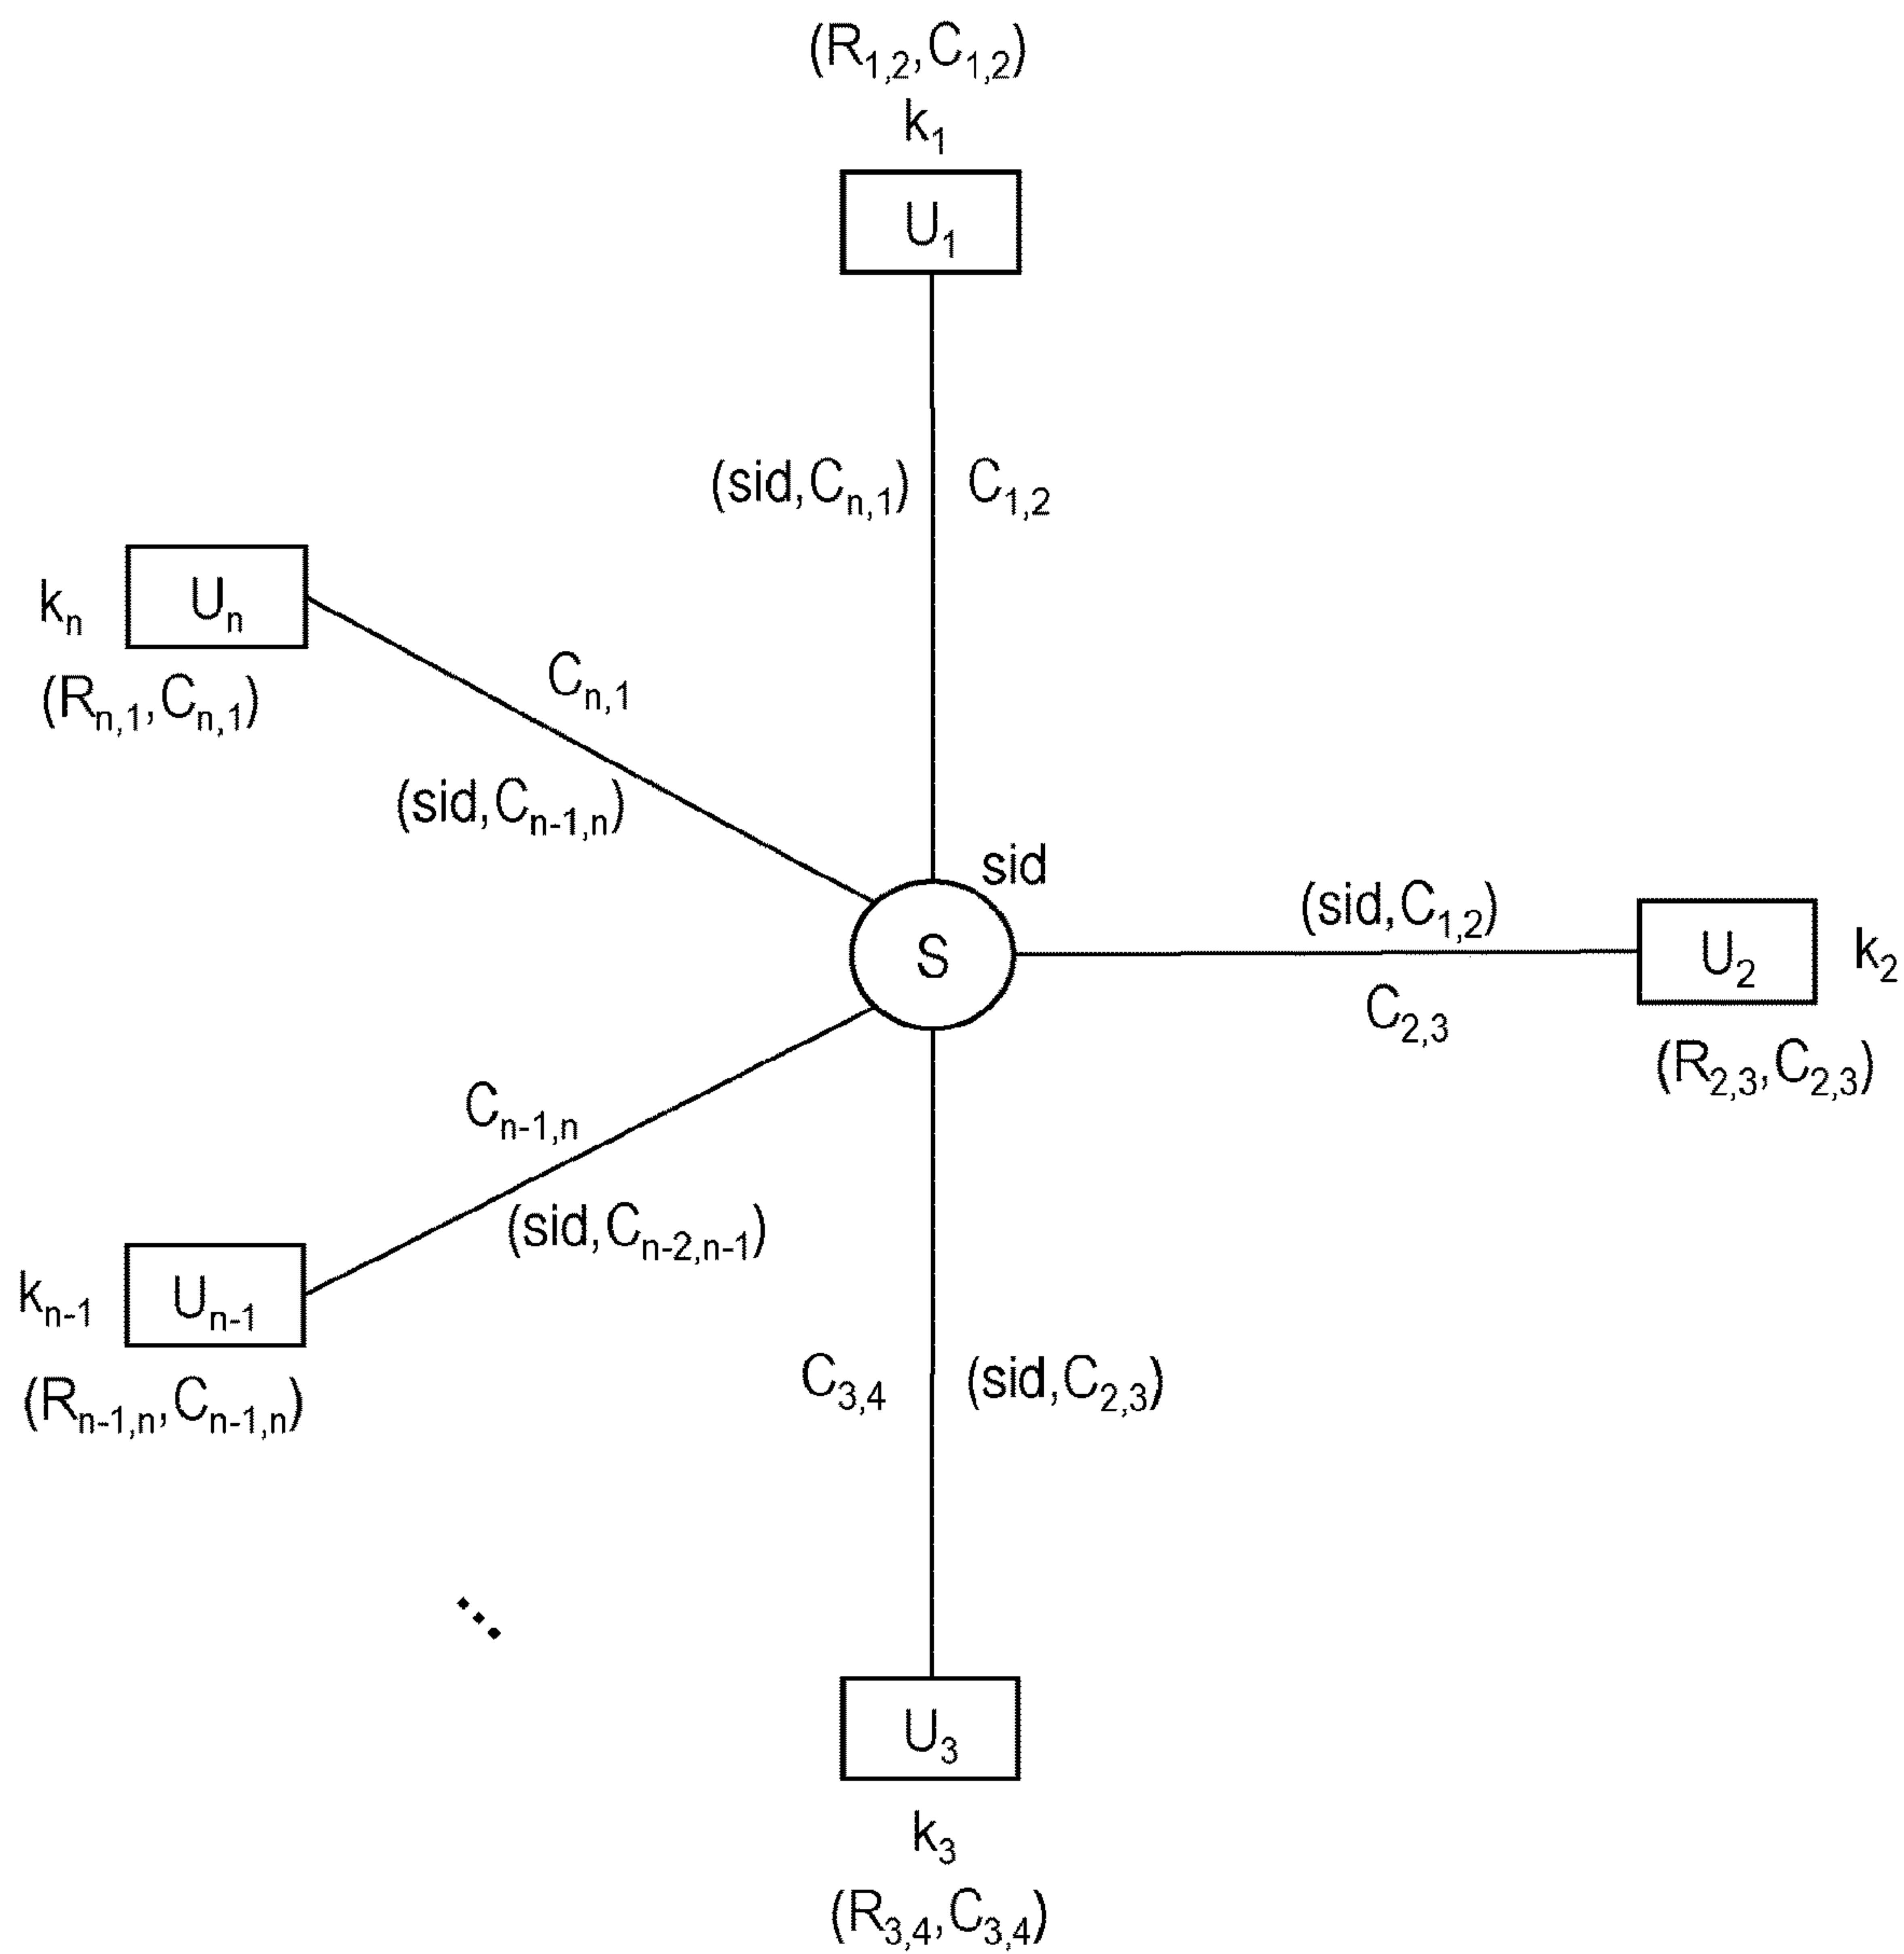 (R1,2,C1,2)
k1
U1
(sid,Cn,1) C1,2
kn Un
(Rn,1,Cn,1)
Cn,1
(sid,Cn-1,n)
sid
S
(sid,C1,2)
C2,3
U2 k2
(R2,3,C2,3)
Cn-1,n
(sid,Cn-2,n-1)
kn-1 Un-1
(Rn-1,n,Cn-1,n)
C3,4 (sid,C2,3)
U3
k3
(R3,4,C3,4)